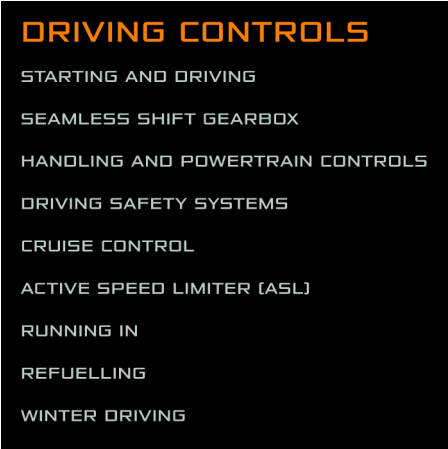 DRIVING CONTROLS
STARTING AND DRIVING
SEAMLESS SHIFT GEARBOX
HANDLING AND POWERTRAIN CONTROLS
DRIVING SAFETY SYSTEMS
CRUISE CONTROL
ACTIVE SPEED LIMITER (ASL)
RUNNING IN
REFUELLING
WINTER DRIVING